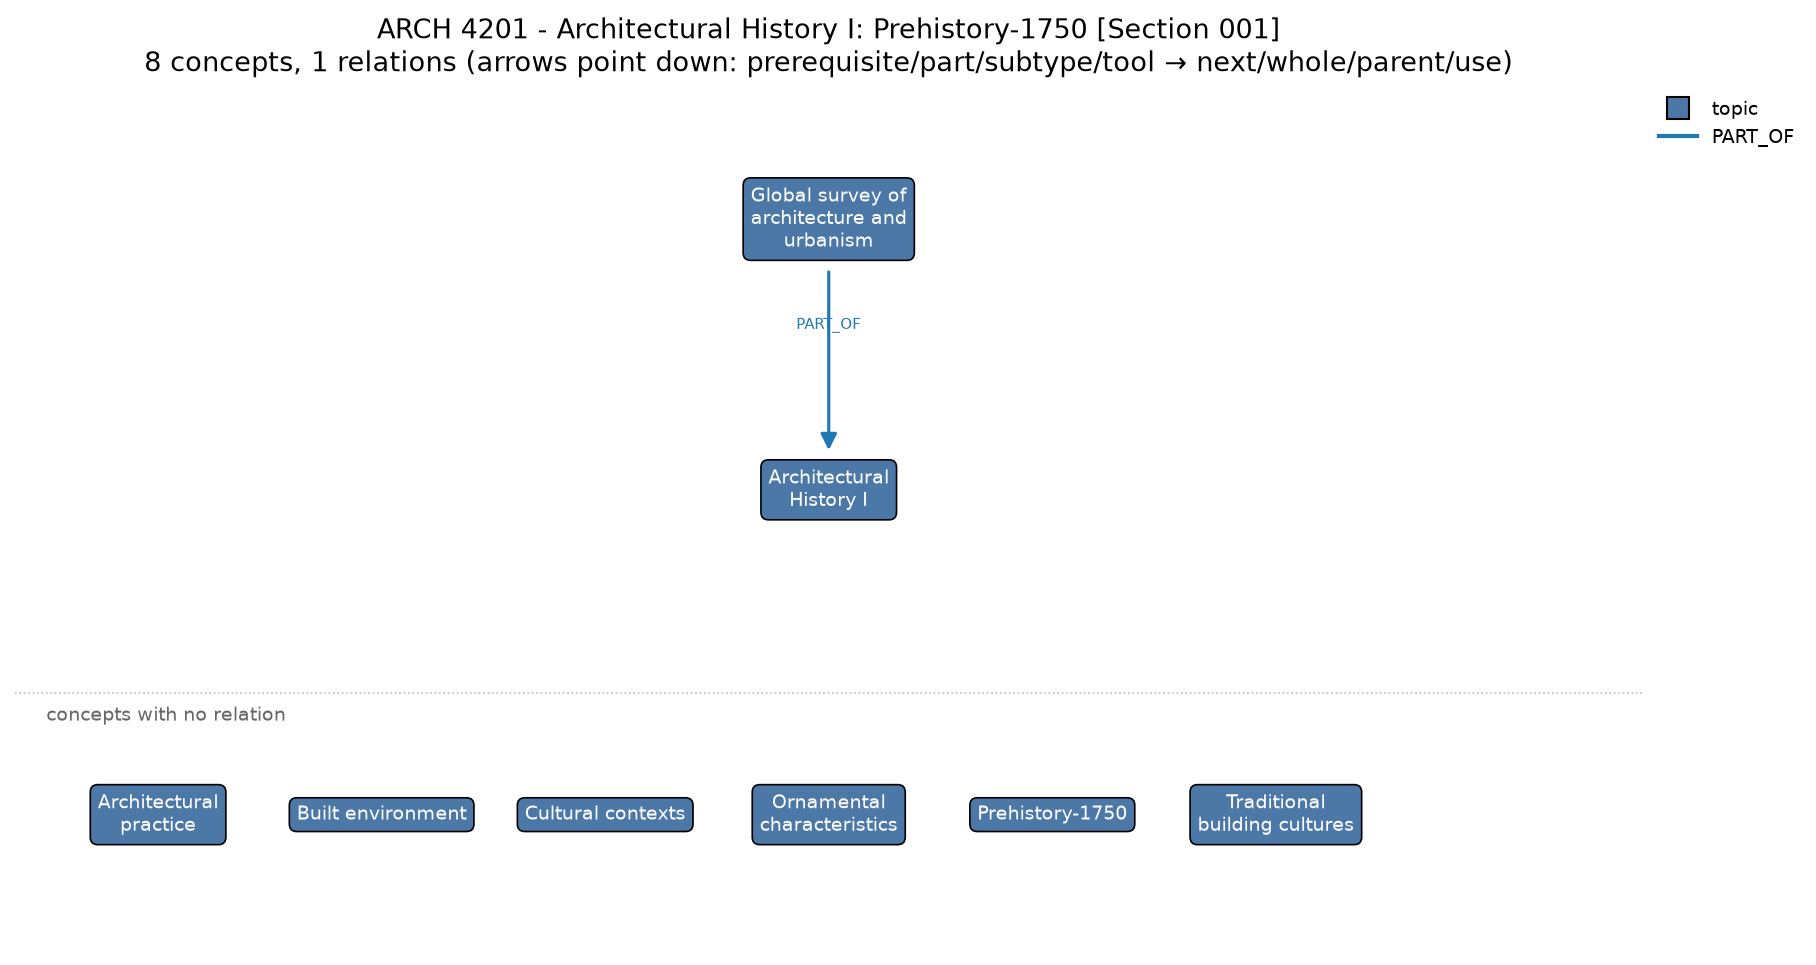 ARCH 4201 - Architectural History I: Prehistory-1750 [Section 001]
8 concepts, 1 relations (arrows point down: prerequisite/part/subtype/tool → next/whole/parent/use)
topic
PART_OF
Global survey of
architecture and
urbanism
PART_OF
Architectural
History I
concepts with no relation
Architectural
practice
Built environment
Cultural contexts
Ornamental
characteristics
Prehistory-1750
Traditional
building cultures